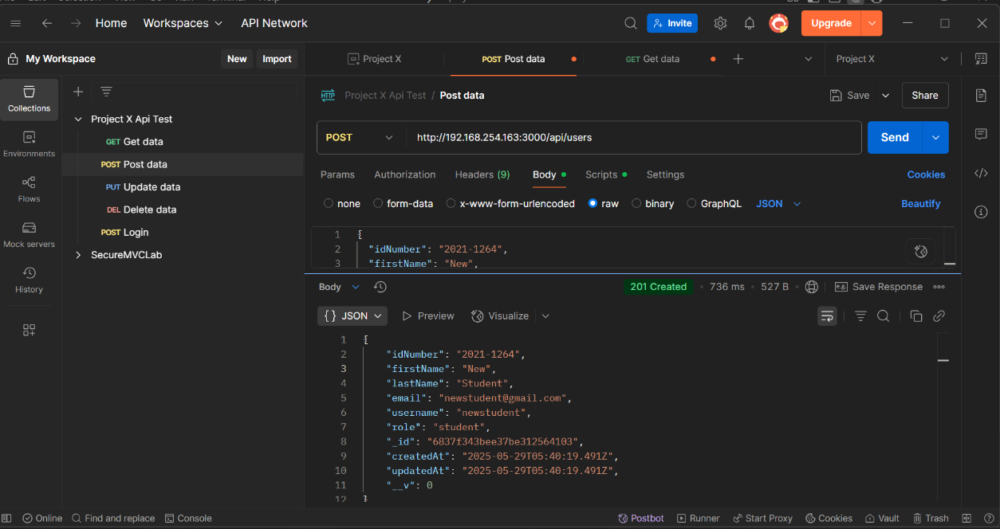 Home Workspaces API Network Invite Upgrade
My Workspace New Import Project X POST Post data GET Get data Project X
Collections
Environments
Flows
Mock servers
History
Project X Api Test
GET Get data
POST Post data
PUT Update data
DEL Delete data
POST Login
SecureMVCLab
HTTP Project X Api Test / Post data Save Share
POST http://192.168.254.163:3000/api/users Send
Params Authorization Headers (9) Body Scripts Settings Cookies
none form-data x-www-form-urlencoded raw binary GraphQL JSON Beautify
1 {
2 "idNumber": "2021-1264",
3 "firstName": "New",
Body 201 Created • 736 ms • 527 B • e.g. Save Response
{} JSON Preview Visualize
1 {
2 "idNumber": "2021-1264",
3 "firstName": "New",
4 "lastName": "Student",
5 "email": "newstudent@gmail.com",
6 "username": "newstudent",
7 "role": "student",
8 "_id": "6837f343bee37be312564103",
9 "createdAt": "2025-05-29T05:40:19.491Z",
10 "updatedAt": "2025-05-29T05:40:19.491Z",
11 "__v": 0
12 }
Online Find and replace Console Postbot Runner Start Proxy Cookies Vault Trash